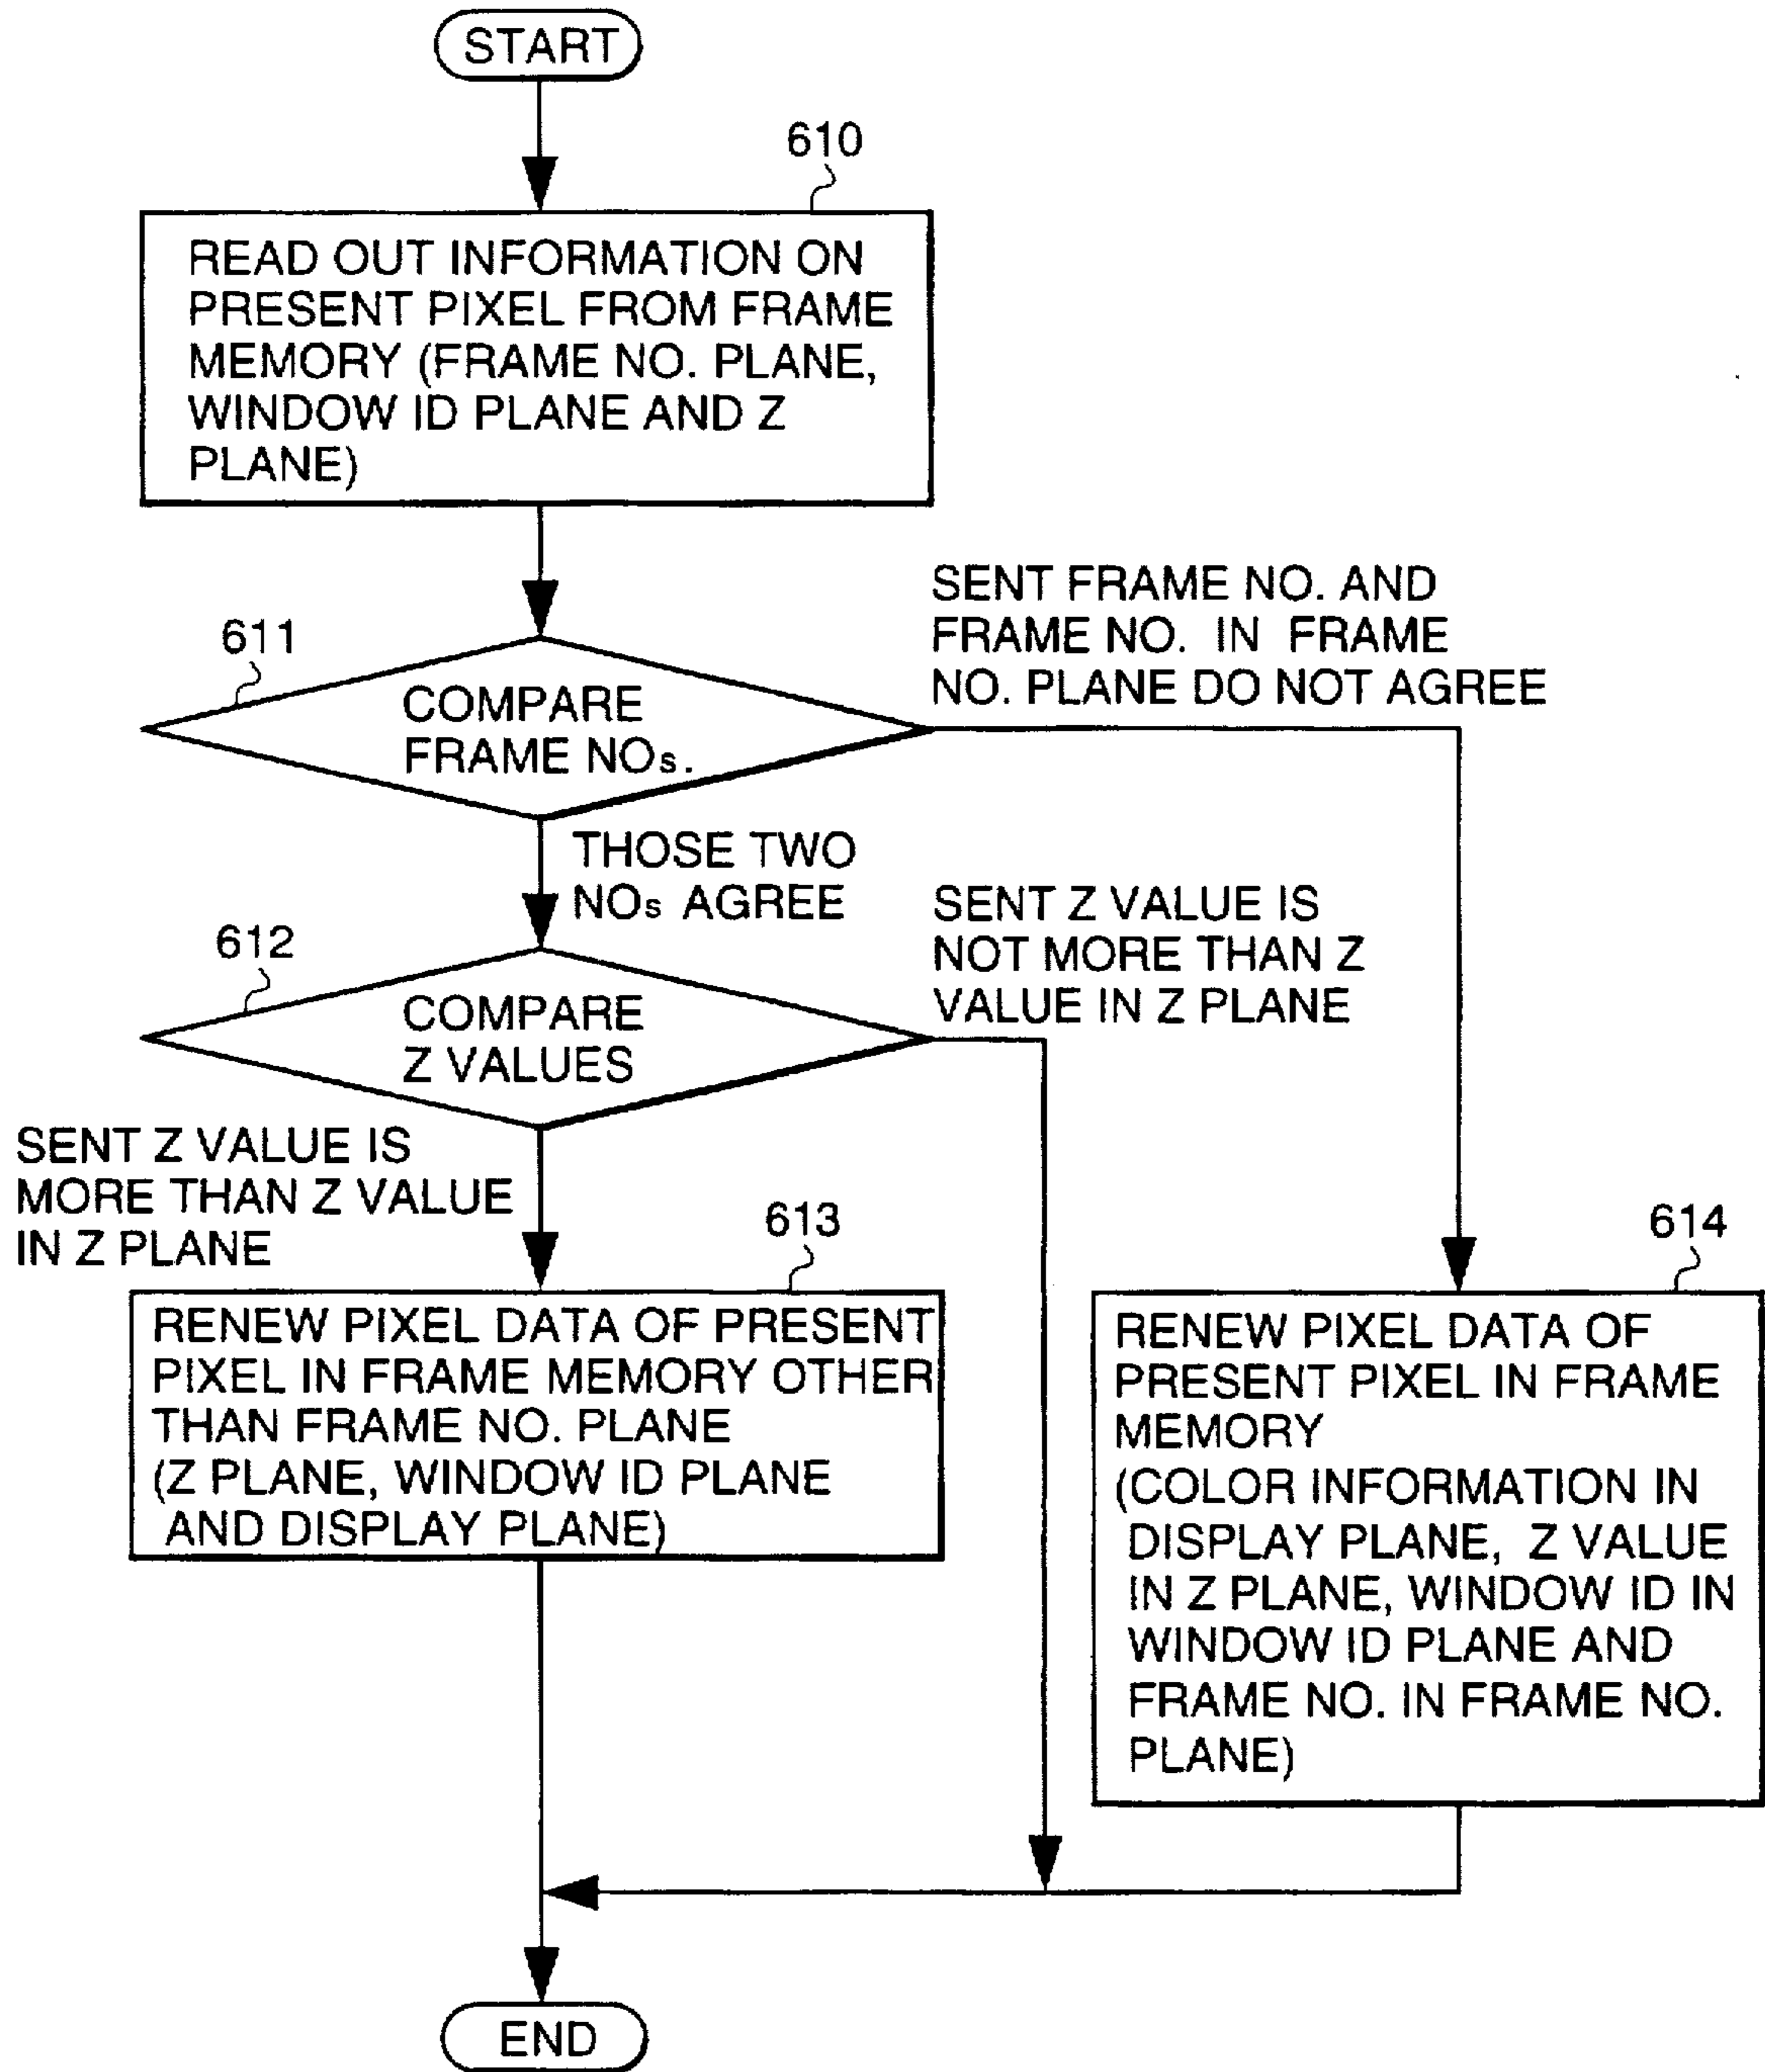 START
610
READ OUT INFORMATION ON
PRESENT PIXEL FROM FRAME
MEMORY (FRAME NO. PLANE,
WINDOW ID PLANE AND Z
PLANE)
611
COMPARE
FRAME NOs.
SENT FRAME NO. AND
FRAME NO. IN FRAME
NO. PLANE DO NOT AGREE
THOSE TWO
NOs AGREE
612
COMPARE
Z VALUES
SENT Z VALUE IS
NOT MORE THAN Z
VALUE IN Z PLANE
SENT Z VALUE IS
MORE THAN Z VALUE
IN Z PLANE
613
RENEW PIXEL DATA OF PRESENT
PIXEL IN FRAME MEMORY OTHER
THAN FRAME NO. PLANE
(Z PLANE, WINDOW ID PLANE
AND DISPLAY PLANE)
614
RENEW PIXEL DATA OF
PRESENT PIXEL IN FRAME
MEMORY
(COLOR INFORMATION IN
DISPLAY PLANE, Z VALUE
IN Z PLANE, WINDOW ID IN
WINDOW ID PLANE AND
FRAME NO. IN FRAME NO.
PLANE)
END